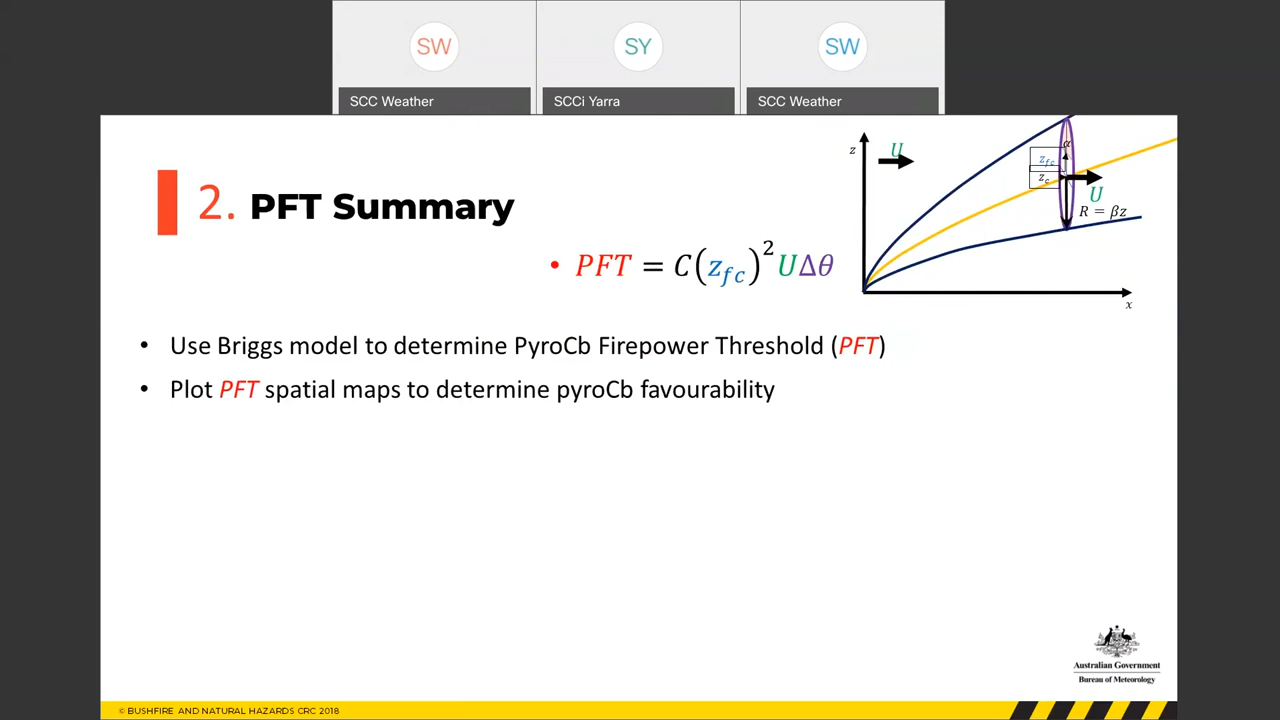 SW
SY
SW
SCC Weather
SCCi Yarra
SCC Weather
2. PFT Summary
• PFT = C(z_fc)^2 UΔθ
z
U
α
z_fc
z_c
U
R = βz
x
• Use Briggs model to determine PyroCb Firepower Threshold (PFT)
• Plot PFT spatial maps to determine pyroCb favourability
Australian Government
Bureau of Meteorology
© BUSHFIRE AND NATURAL HAZARDS CRC 2018